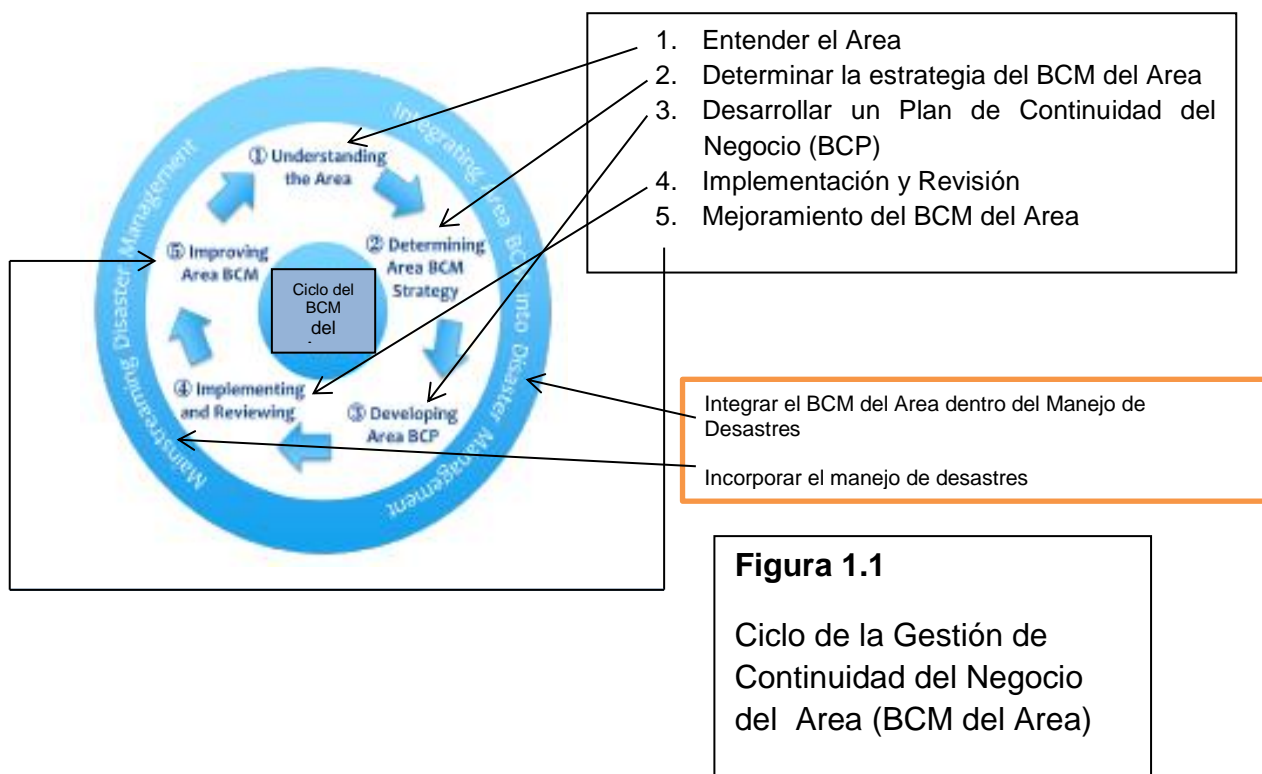 1. Entender el Area
2. Determinar la estrategia del BCM del Area
3. Desarrollar un Plan de Continuidad del
Negocio (BCP)
4. Implementación y Revisión
5. Mejoramiento del BCM del Area
Mainstreaming Disaster Management
Integrating Area BCM Into Disaster Management
① Understanding
the Area
② Determining
Area BCM
Strategy
③ Developing
Area BCP
④ Implementing
and Reviewing
⑤ Improving
Area BCM
Ciclo del
BCM
del
Integrar el BCM del Area dentro del Manejo de
Desastres
Incorporar el manejo de desastres
Figura 1.1
Ciclo de la Gestión de
Continuidad del Negocio
del Area (BCM del Area)